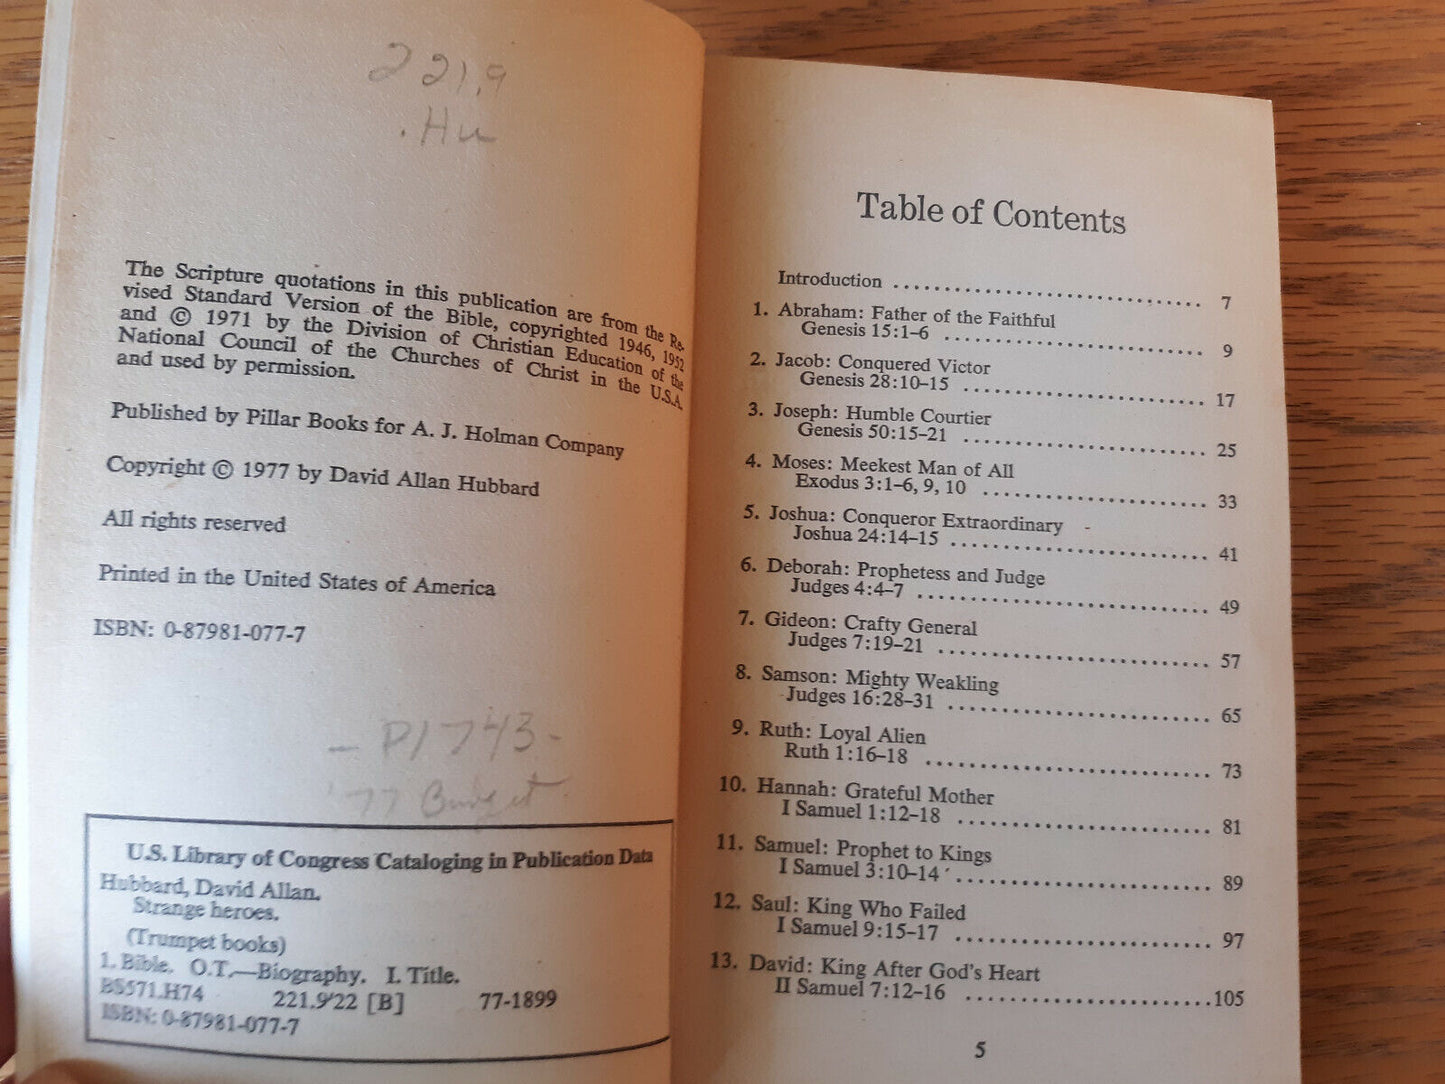 221.9
.Hu
The Scripture quotations in this publication are from the Re-
vised Standard Version of the Bible, copyrighted 1946, 1952
and © 1971 by the Division of Christian Education of the
National Council of the Churches of Christ in the U.S.A.
and used by permission.
Published by Pillar Books for A. J. Holman Company
Copyright © 1977 by David Allan Hubbard
All rights reserved
Printed in the United States of America
ISBN: 0-87981-077-7
- P1743 -
'77 Budget
U.S. Library of Congress Cataloging in Publication Data
Hubbard, David Allan.
Strange heroes.
(Trumpet books)
1. Bible. O.T.—Biography. I. Title.
BS571.H74 221.9'22 [B] 77-1899
ISBN: 0-87981-077-7
Table of Contents
Introduction ................................ 7
1. Abraham: Father of the Faithful
Genesis 15:1–6 ............................ 9
2. Jacob: Conquered Victor
Genesis 28:10–15 .......................... 17
3. Joseph: Humble Courtier
Genesis 50:15–21 .......................... 25
4. Moses: Meekest Man of All
Exodus 3:1–6, 9, 10 ........................ 33
5. Joshua: Conqueror Extraordinary
Joshua 24:14–15 ........................... 41
6. Deborah: Prophetess and Judge
Judges 4:4–7 .............................. 49
7. Gideon: Crafty General
Judges 7:19–21 ............................ 57
8. Samson: Mighty Weakling
Judges 16:28–31 ........................... 65
9. Ruth: Loyal Alien
Ruth 1:16–18 .............................. 73
10. Hannah: Grateful Mother
I Samuel 1:12–18 .......................... 81
11. Samuel: Prophet to Kings
I Samuel 3:10–14 .......................... 89
12. Saul: King Who Failed
I Samuel 9:15–17 .......................... 97
13. David: King After God's Heart
II Samuel 7:12–16 .........................105
5